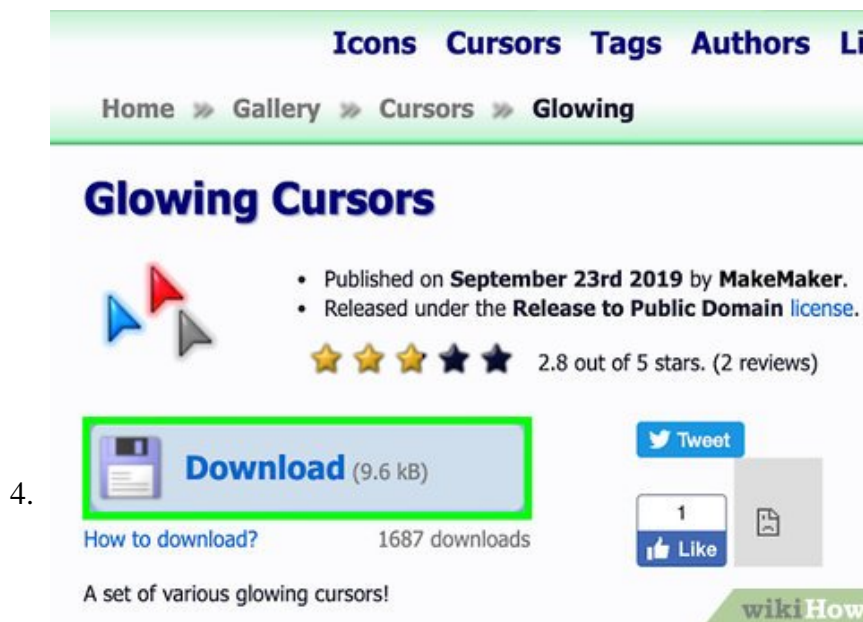 Icons Cursors Tags Authors Li
Home » Gallery » Cursors » Glowing
Glowing Cursors
• Published on September 23rd 2019 by MakeMaker.
• Released under the Release to Public Domain license.
2.8 out of 5 stars. (2 reviews)
Download (9.6 kB)
Tweet
4.
1
Like
How to download? 1687 downloads
A set of various glowing cursors!
wikiHow